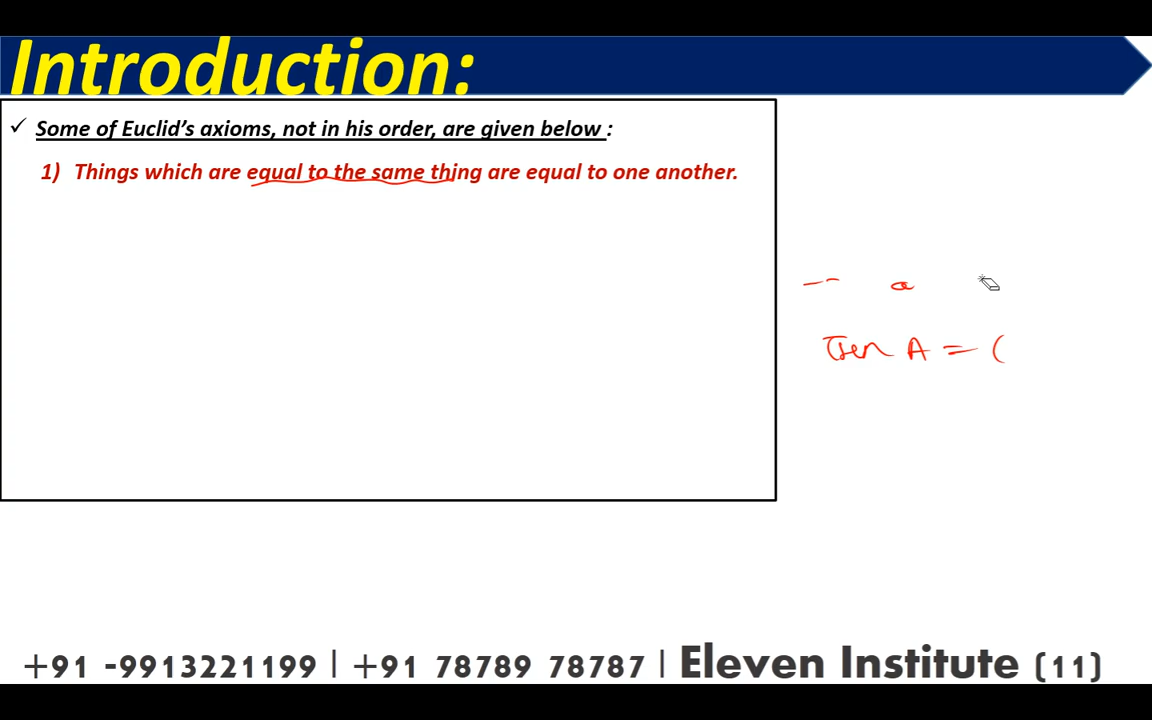 Introduction:
✓ Some of Euclid's axioms, not in his order, are given below :
1) Things which are equal to the same thing are equal to one another.
a
A = (
+91 -9913221199 | +91 78789 78787 | Eleven Institute (11)